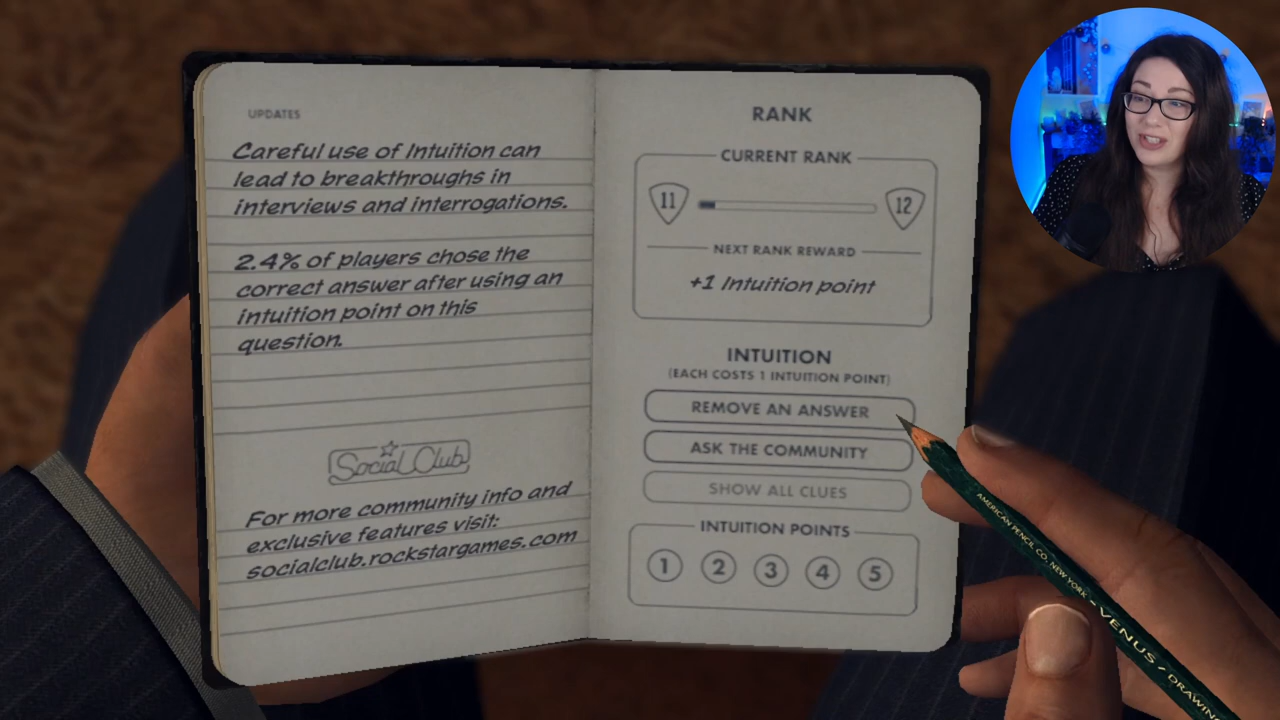 UPDATES
Careful use of Intuition can
lead to breakthroughs in
interviews and interrogations.
2.4% of players chose the
correct answer after using an
intuition point on this
question.
Social Club
For more community info and
exclusive features visit:
socialclub.rockstargames.com
RANK
CURRENT RANK
11
12
NEXT RANK REWARD
+1 Intuition point
INTUITION
(EACH COSTS 1 INTUITION POINT)
REMOVE AN ANSWER
ASK THE COMMUNITY
SHOW ALL CLUES
INTUITION POINTS
1 2 3 4 5
AMERICAN PENCIL CO. NEW YORK - VENUS / DRAWING